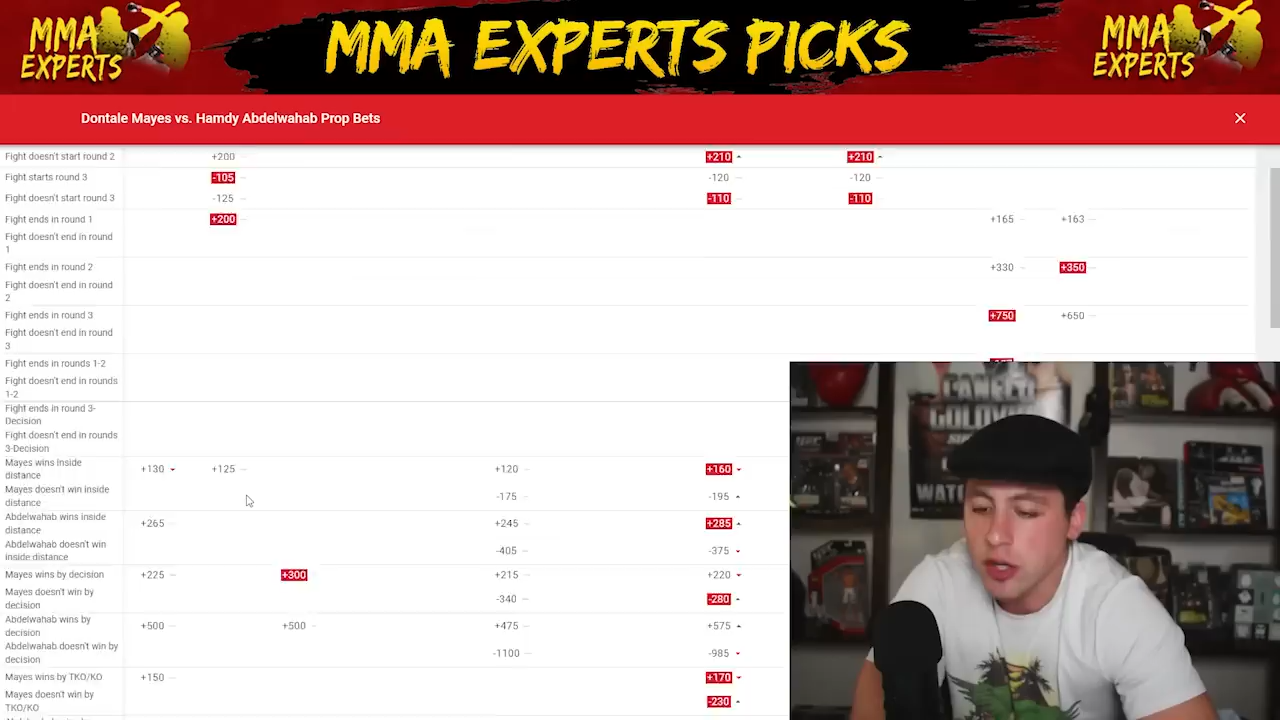 MMA EXPERTS
MMA EXPERTS PICKS
MMA EXPERTS
Dontale Mayes vs. Hamdy Abdelwahab Prop Bets
Fight doesn't start round 2 +200 +210 +210
Fight starts round 3 -105 -120 -120
Fight doesn't start round 3 -125 -110 -110
Fight ends in round 1 +200 +165 +163
Fight doesn't end in round
1
Fight ends in round 2 +330 +350
Fight doesn't end in round
2
Fight ends in round 3 +750 +650
Fight doesn't end in round
3
Fight ends in rounds 1-2
Fight doesn't end in rounds
1-2
Fight ends in round 3-
Decision
Fight doesn't end in rounds
3-Decision
Mayes wins inside
distance +130 +125 +120 +160
Mayes doesn't win inside
distance -175 -195
Abdelwahab wins inside
distance +265 +245 +285
Abdelwahab doesn't win
inside distance -405 -375
Mayes wins by decision +225 +300 +215 +220
Mayes doesn't win by
decision -340 -280
Abdelwahab wins by
decision +500 +500 +475 +575
Abdelwahab doesn't win by
decision -1100 -985
Mayes wins by TKO/KO +150 +170
Mayes doesn't win by
TKO/KO -230
CANELO
GOLOV